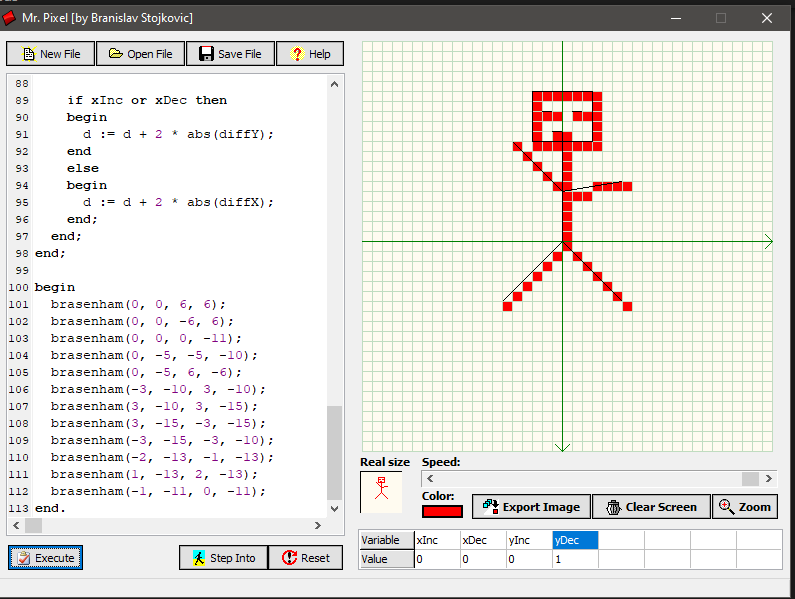 Mr. Pixel [by Branislav Stojkovic]
New File Open File Save File Help
88
89 if xInc or xDec then
90 begin
91 d := d + 2 * abs(diffY);
92 end
93 else
94 begin
95 d := d + 2 * abs(diffX);
96 end;
97 end;
98 end;
99
100 begin
101 brasenham(0, 0, 6, 6);
102 brasenham(0, 0, -6, 6);
103 brasenham(0, 0, 0, -11);
104 brasenham(0, -5, -5, -10);
105 brasenham(0, -5, 6, -6);
106 brasenham(-3, -10, 3, -10);
107 brasenham(3, -10, 3, -15);
108 brasenham(3, -15, -3, -15);
109 brasenham(-3, -15, -3, -10);
110 brasenham(-2, -13, -1, -13);
111 brasenham(1, -13, 2, -13);
112 brasenham(-1, -11, 0, -11);
113 end.
Execute Step Into Reset
Real size Speed:
Color:
Export Image Clear Screen Zoom
Variable xInc xDec yInc yDec
Value 0 0 0 1